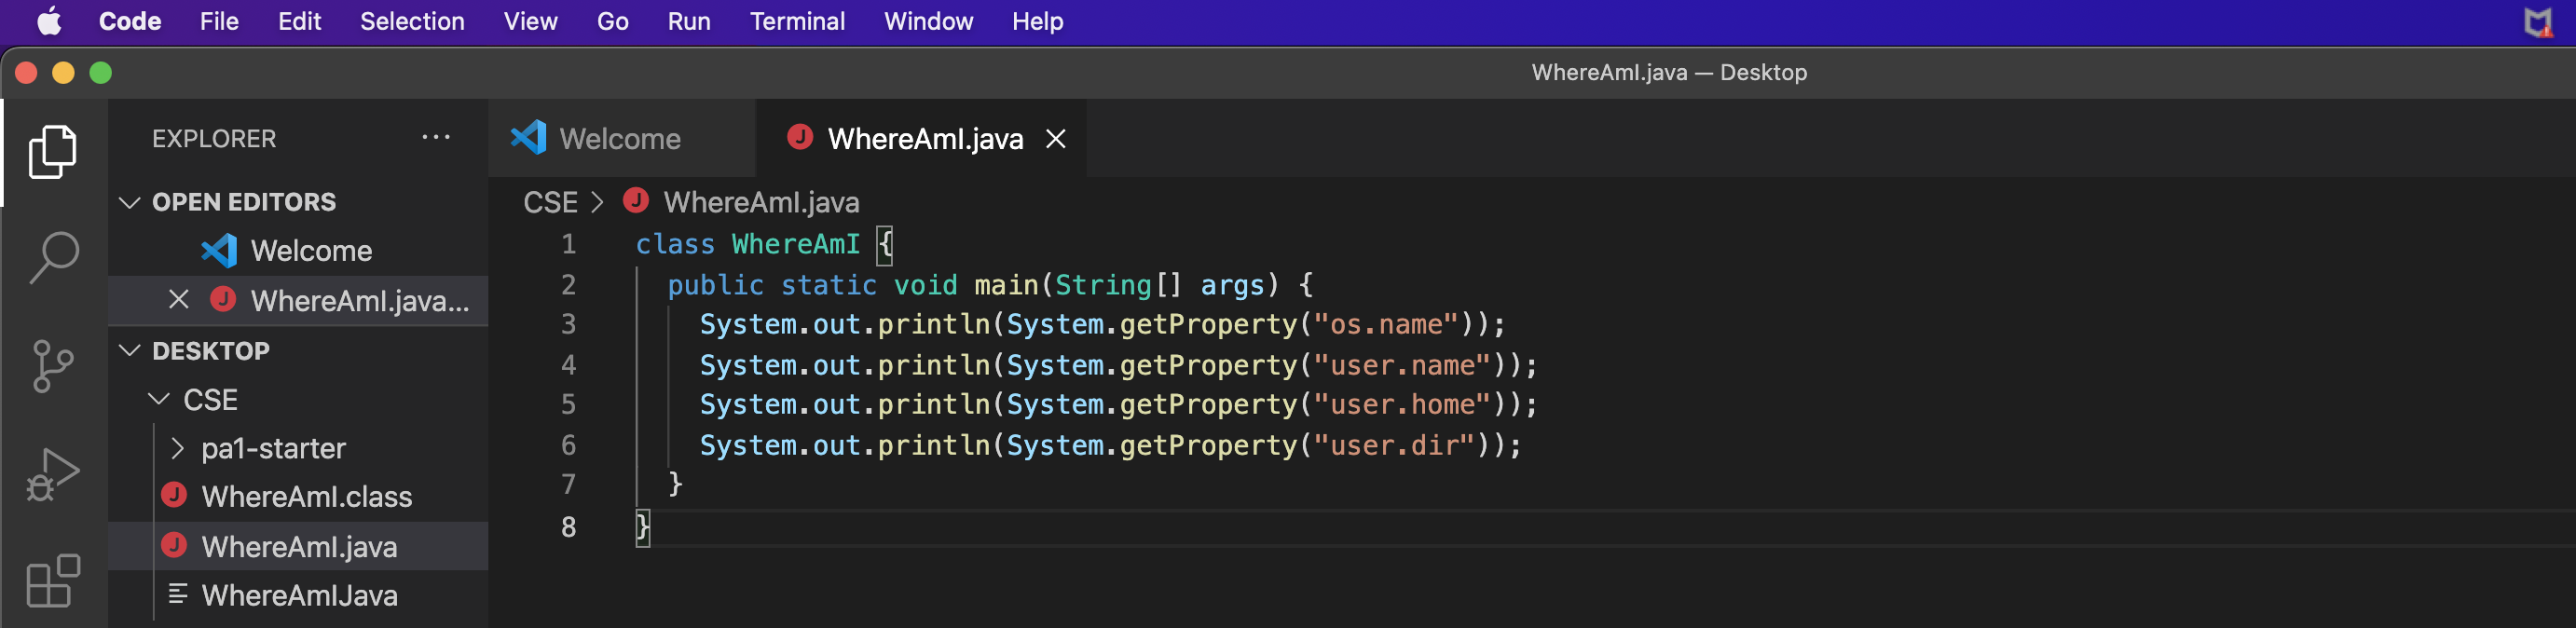 Code File Edit Selection View Go Run Terminal Window Help
WhereAmI.java — Desktop
EXPLORER ···
OPEN EDITORS
Welcome
WhereAmI.java...
DESKTOP
CSE
pa1-starter
WhereAmI.class
WhereAmI.java
WhereAmIJava
Welcome WhereAmI.java
CSE > WhereAmI.java
1 class WhereAmI {
2 public static void main(String[] args) {
3 System.out.println(System.getProperty("os.name"));
4 System.out.println(System.getProperty("user.name"));
5 System.out.println(System.getProperty("user.home"));
6 System.out.println(System.getProperty("user.dir"));
7 }
8 }